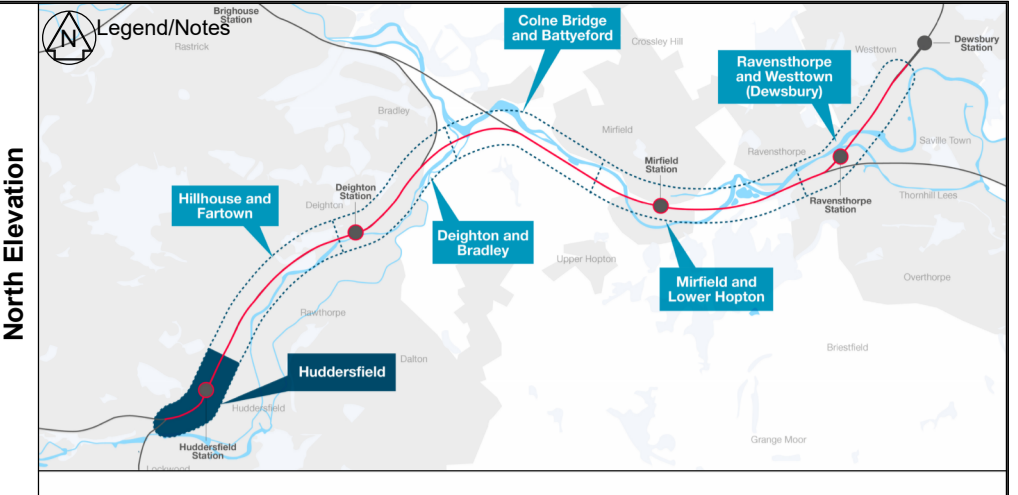 North Elevation
N
Legend/Notes
Brighouse
Station
Rastrick
Colne Bridge
and Battyeford
Crossley Hill
Westtown
Dewsbury
Station
Ravensthorpe
and Westtown
(Dewsbury)
Bradley
Mirfield
Ravensthorpe
Saville Town
Mirfield
Station
Deighton
Station
Deighton
Hillhouse and
Fartown
Ravensthorpe
Station
Thornhill Lees
Deighton and
Bradley
Upper Hopton
Mirfield and
Lower Hopton
Overthorpe
Rawthorpe
Briestfield
Dalton
Huddersfield
Huddersfield
Grange Moor
Huddersfield
Station
Lockwood